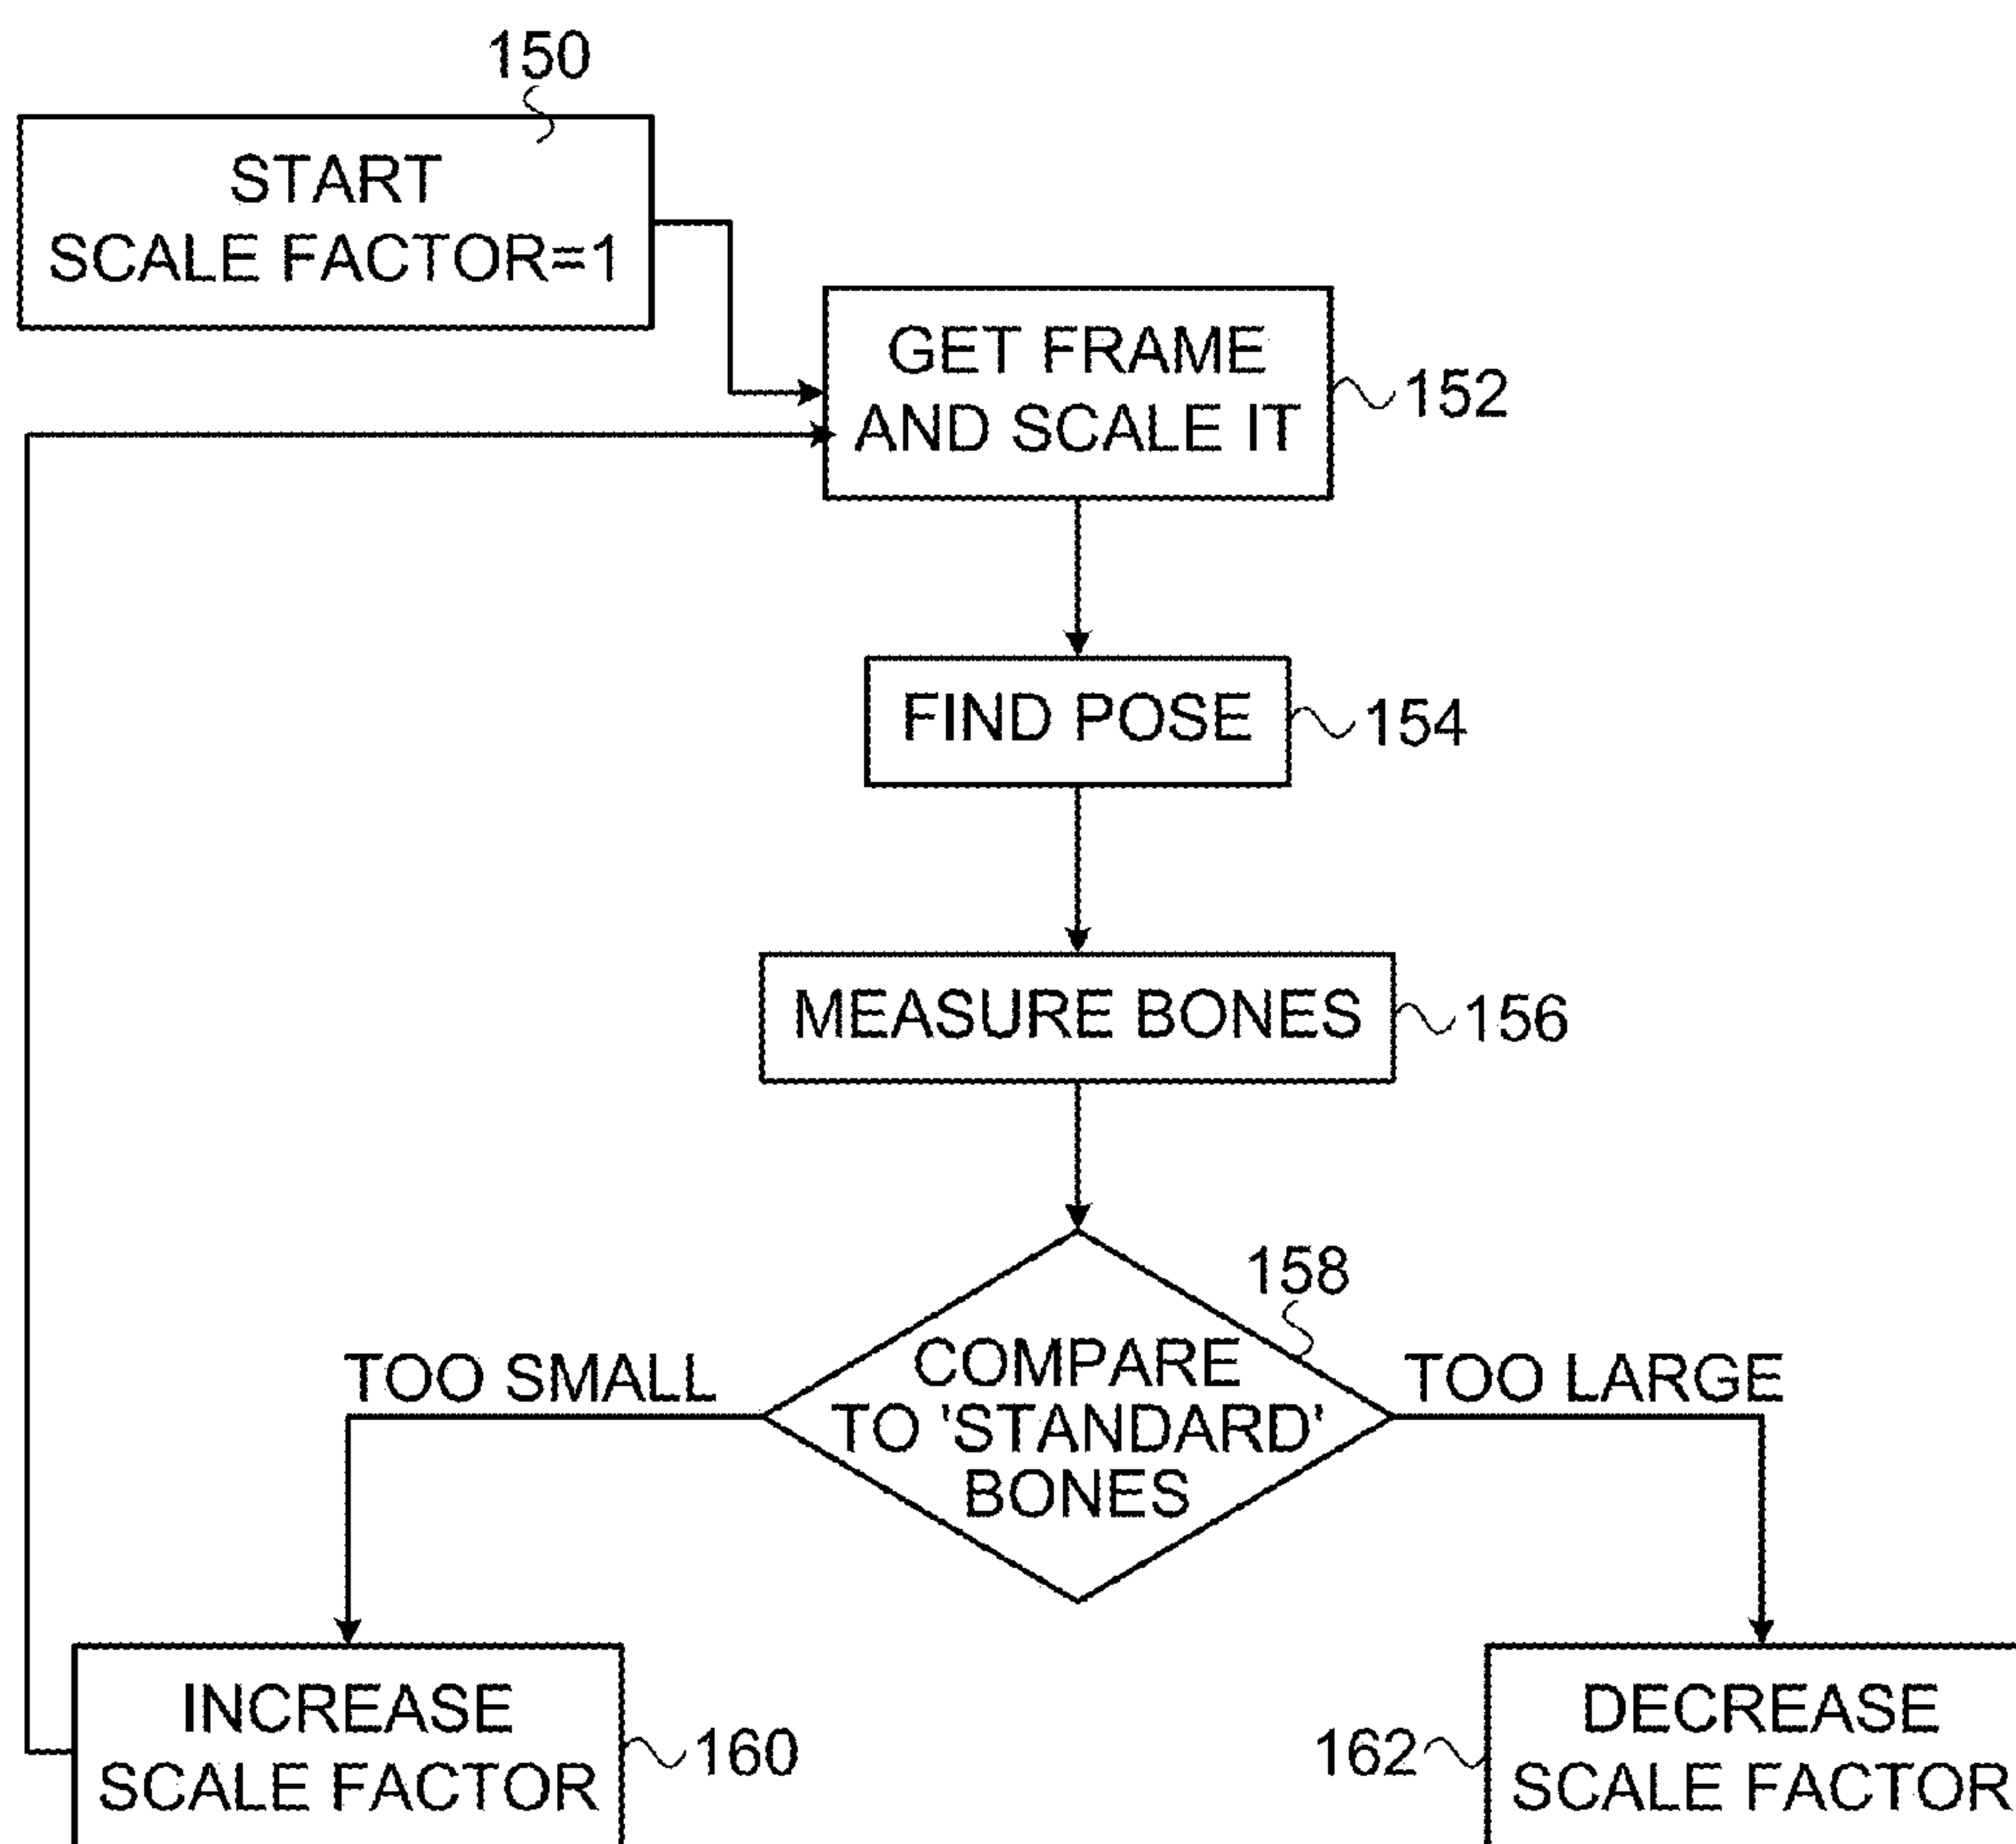 150
START
SCALE FACTOR=1
GET FRAME
AND SCALE IT
152
FIND POSE
154
MEASURE BONES
156
158
COMPARE
TO 'STANDARD'
BONES
TOO SMALL
TOO LARGE
INCREASE
SCALE FACTOR
160
162
DECREASE
SCALE FACTOR